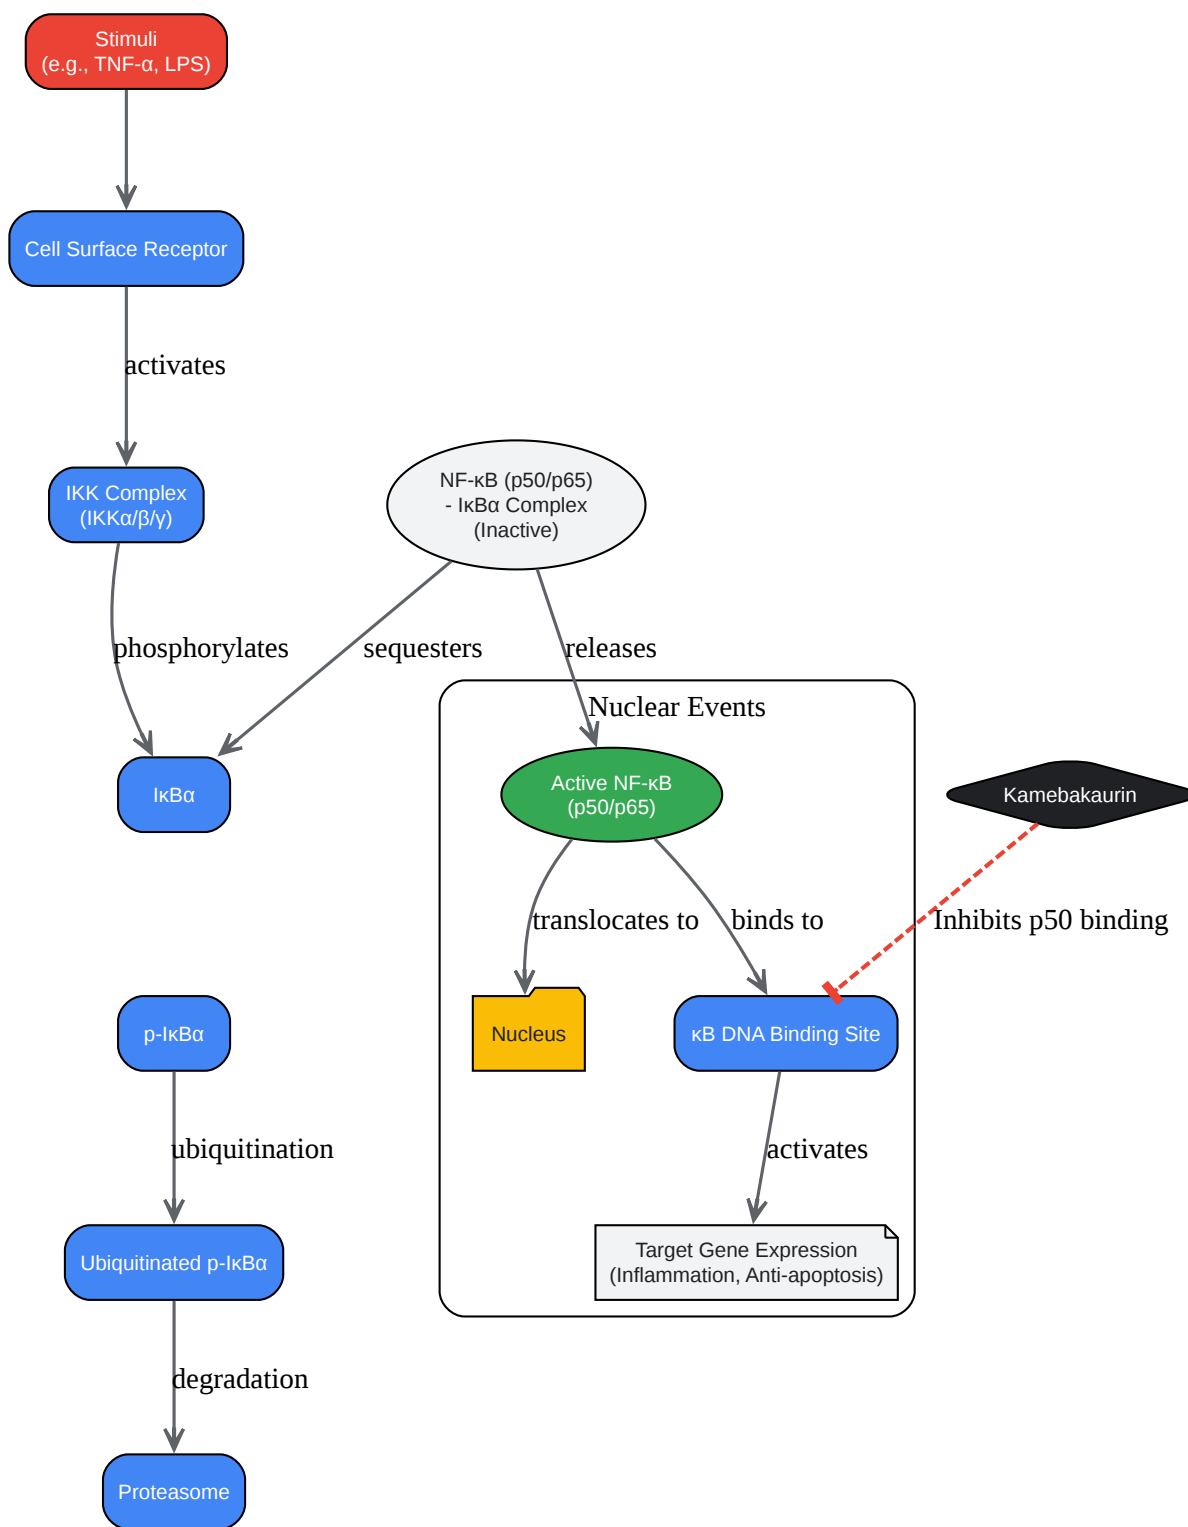 Stimuli
(e.g., TNF-α, LPS)
Cell Surface Receptor
activates
IKK Complex
(IKKα/β/γ)
NF-κB (p50/p65)
- IκBα Complex
(Inactive)
phosphorylates
sequesters
releases
Nuclear Events
IκBα
Active NF-κB
(p50/p65)
Kamebakaurin
translocates to
binds to
Inhibits p50 binding
p-IκBα
Nucleus
κB DNA Binding Site
ubiquitination
activates
Ubiquitinated p-IκBα
Target Gene Expression
(Inflammation, Anti-apoptosis)
degradation
Proteasome